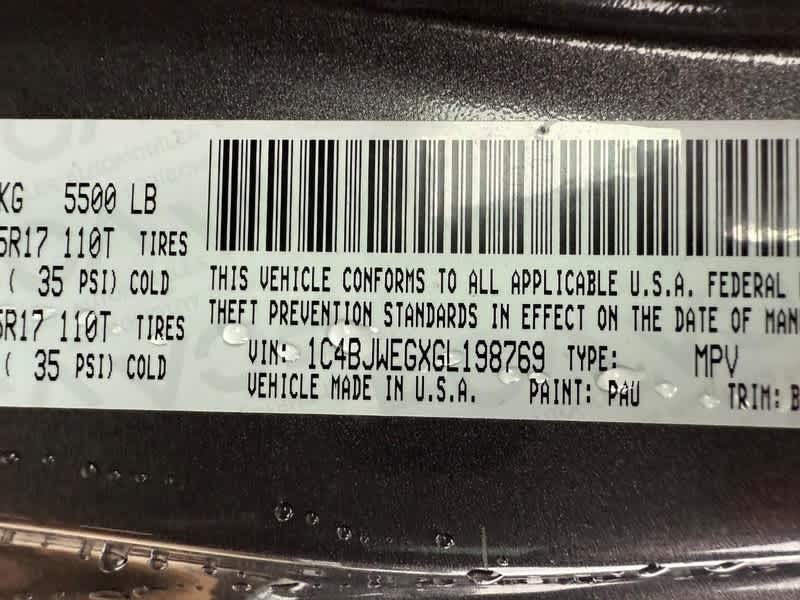 KG 5500 LB
5R17 110T TIRES
( 35 PSI) COLD
5R17 110T TIRES
( 35 PSI) COLD
THIS VEHICLE CONFORMS TO ALL APPLICABLE U.S.A. FEDERAL
THEFT PREVENTION STANDARDS IN EFFECT ON THE DATE OF MAN
VIN: 1C4BJWEGXGL198769 TYPE: MPV
VEHICLE MADE IN U.S.A. PAINT: PAU TRIM: B